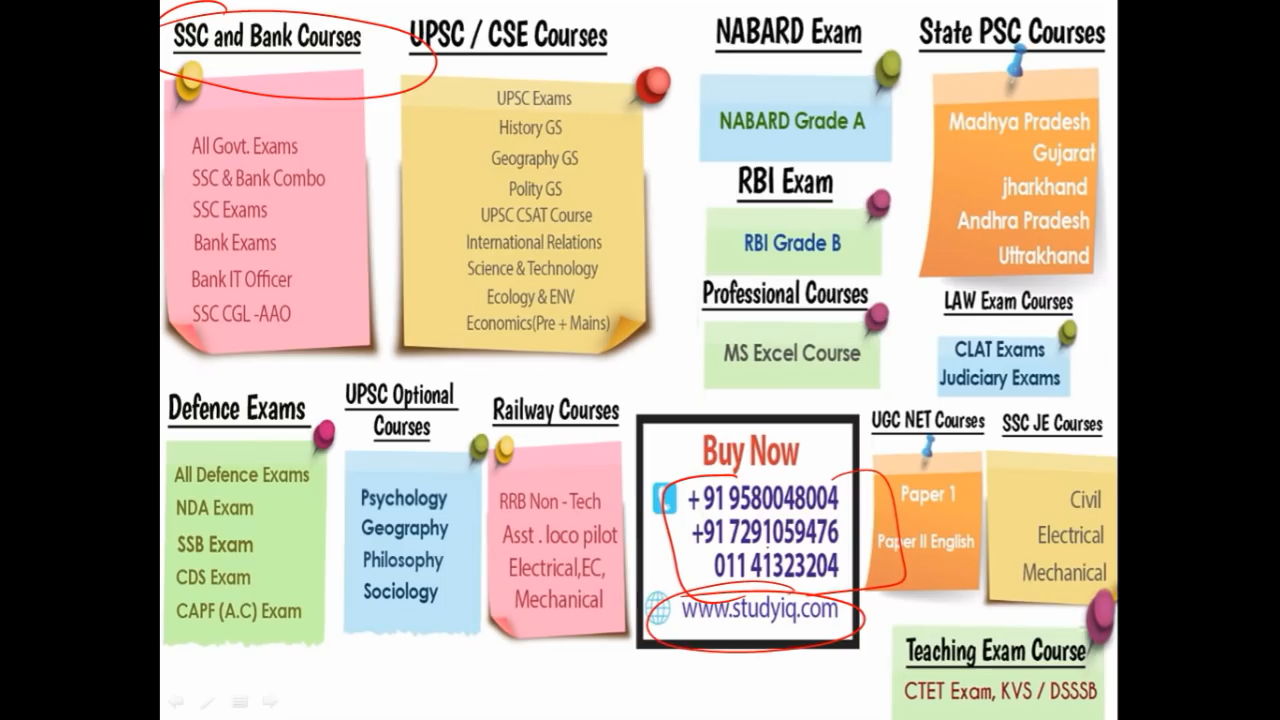 SSC and Bank Courses
All Govt. Exams
SSC & Bank Combo
SSC Exams
Bank Exams
Bank IT Officer
SSC CGL -AAO
UPSC / CSE Courses
UPSC Exams
History GS
Geography GS
Polity GS
UPSC CSAT Course
International Relations
Science & Technology
Ecology & ENV
Economics(Pre + Mains)
NABARD Exam
NABARD Grade A
RBI Exam
RBI Grade B
Professional Courses
MS Excel Course
State PSC Courses
Madhya Pradesh
Gujarat
jharkhand
Andhra Pradesh
Uttrakhand
LAW Exam Courses
CLAT Exams
Judiciary Exams
Defence Exams
All Defence Exams
NDA Exam
SSB Exam
CDS Exam
CAPF (A.C) Exam
UPSC Optional
Courses
Psychology
Geography
Philosophy
Sociology
Railway Courses
RRB Non - Tech
Asst . loco pilot
Electrical,EC,
Mechanical
Buy Now
+ 91 9580048004
+91 7291059476
011 41323204
www.studyiq.com
UGC NET Courses
Paper 1
Paper II English
SSC JE Courses
Civil
Electrical
Mechanical
Teaching Exam Course
CTET Exam, KVS / DSSSB